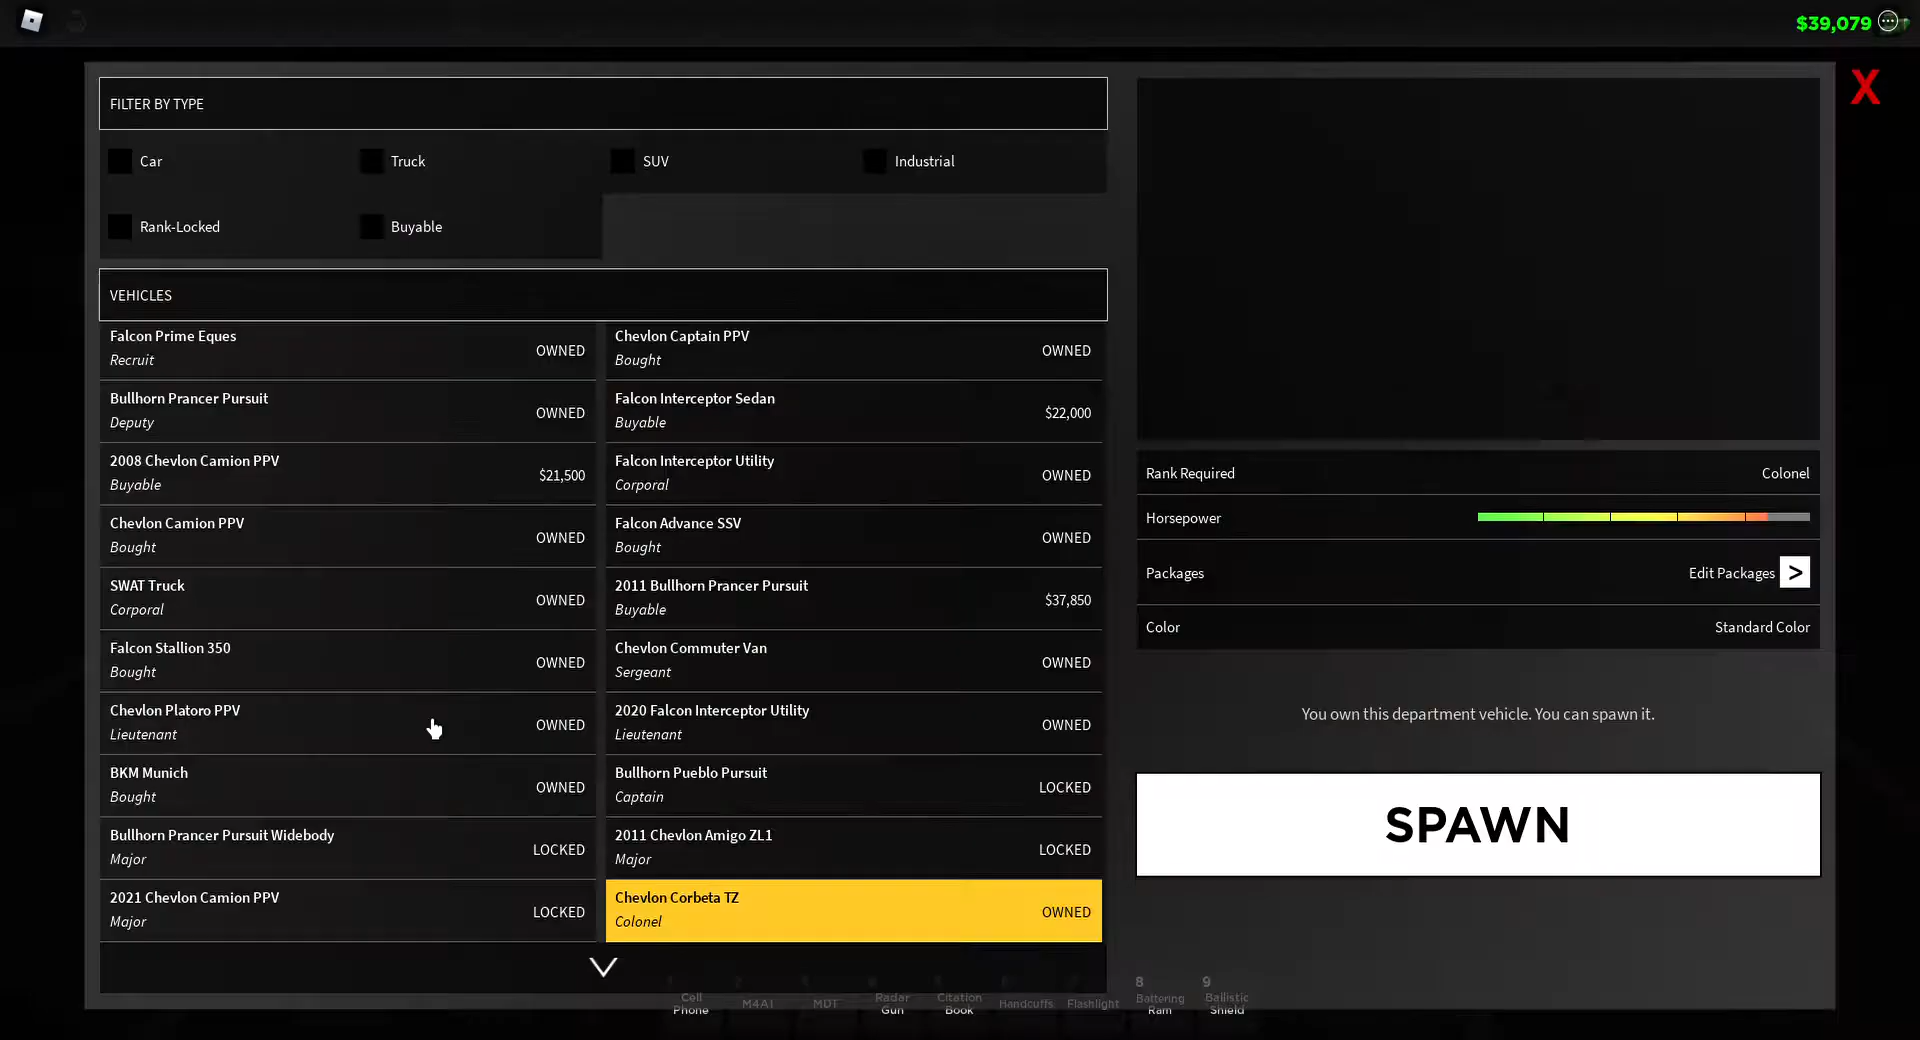 $39,079
X
FILTER BY TYPE
Car
Truck
SUV
Industrial
Rank-Locked
Buyable
VEHICLES
Falcon Prime Eques
Recruit
OWNED
Chevlon Captain PPV
Bought
OWNED
Bullhorn Prancer Pursuit
Deputy
OWNED
Falcon Interceptor Sedan
Buyable
$22,000
2008 Chevlon Camion PPV
Buyable
$21,500
Falcon Interceptor Utility
Corporal
OWNED
Chevlon Camion PPV
Bought
OWNED
Falcon Advance SSV
Bought
OWNED
SWAT Truck
Corporal
OWNED
2011 Bullhorn Prancer Pursuit
Buyable
$37,850
Falcon Stallion 350
Bought
OWNED
Chevlon Commuter Van
Sergeant
OWNED
Chevlon Platoro PPV
Lieutenant
OWNED
2020 Falcon Interceptor Utility
Lieutenant
OWNED
BKM Munich
Bought
OWNED
Bullhorn Pueblo Pursuit
Captain
LOCKED
Bullhorn Prancer Pursuit Widebody
Major
LOCKED
2011 Chevlon Amigo ZL1
Major
LOCKED
2021 Chevlon Camion PPV
Major
LOCKED
Chevlon Corbeta TZ
Colonel
OWNED
Rank Required
Colonel
Horsepower
Packages
Edit Packages >
Color
Standard Color
You own this department vehicle. You can spawn it.
SPAWN
Cell
Phone
M4A1
MDT
Radar
Gun
Citation
Book
Handcuffs
Flashlight
8
Battering
Ram
9
Ballistic
Shield